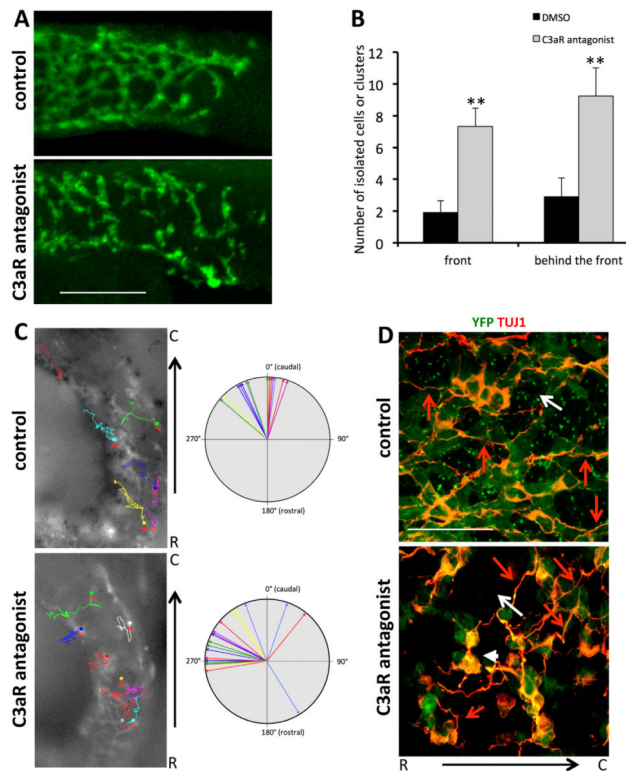 A
control
C3aR antagonist
B
DMSO
C3aR antagonist
Number of isolated cells or clusters
12
10
8
6
4
2
0
**
**
front
behind the front
C
control
C
R
0° (caudal)
270°
90°
180° (rostral)
C3aR antagonist
C
R
0° (caudal)
270°
90°
180° (rostral)
D
YFP TUJ1
control
C3aR antagonist
R
C